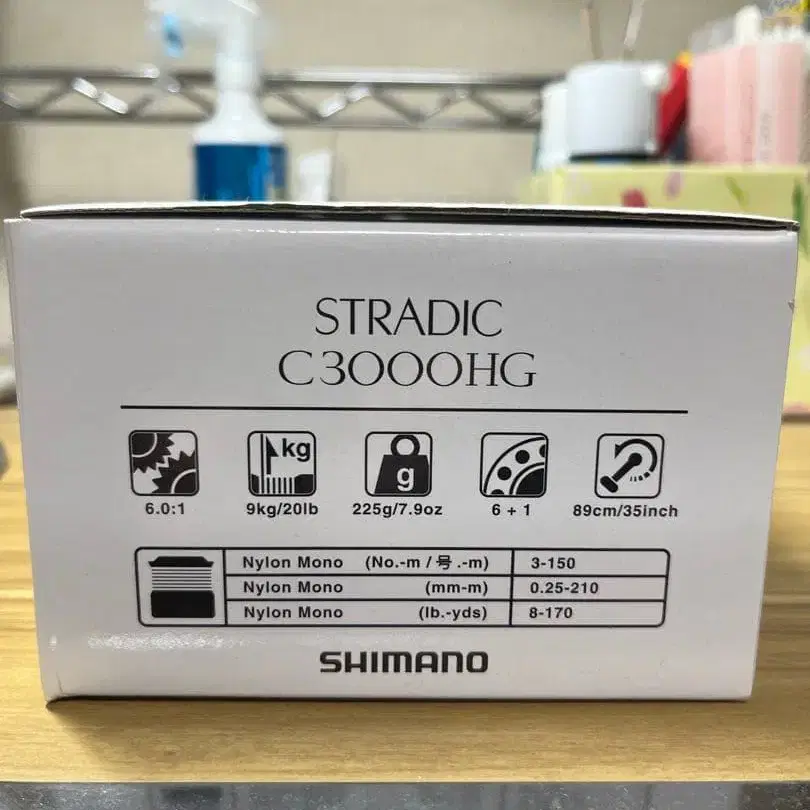 STRADIC
C3000HG
kg
g
6.0:1 9kg/20lb 225g/7.9oz 6 + 1 89cm/35inch
Nylon Mono (No.-m / 号.-m) 3-150
Nylon Mono (mm-m) 0.25-210
Nylon Mono (lb.-yds) 8-170
SHIMANO